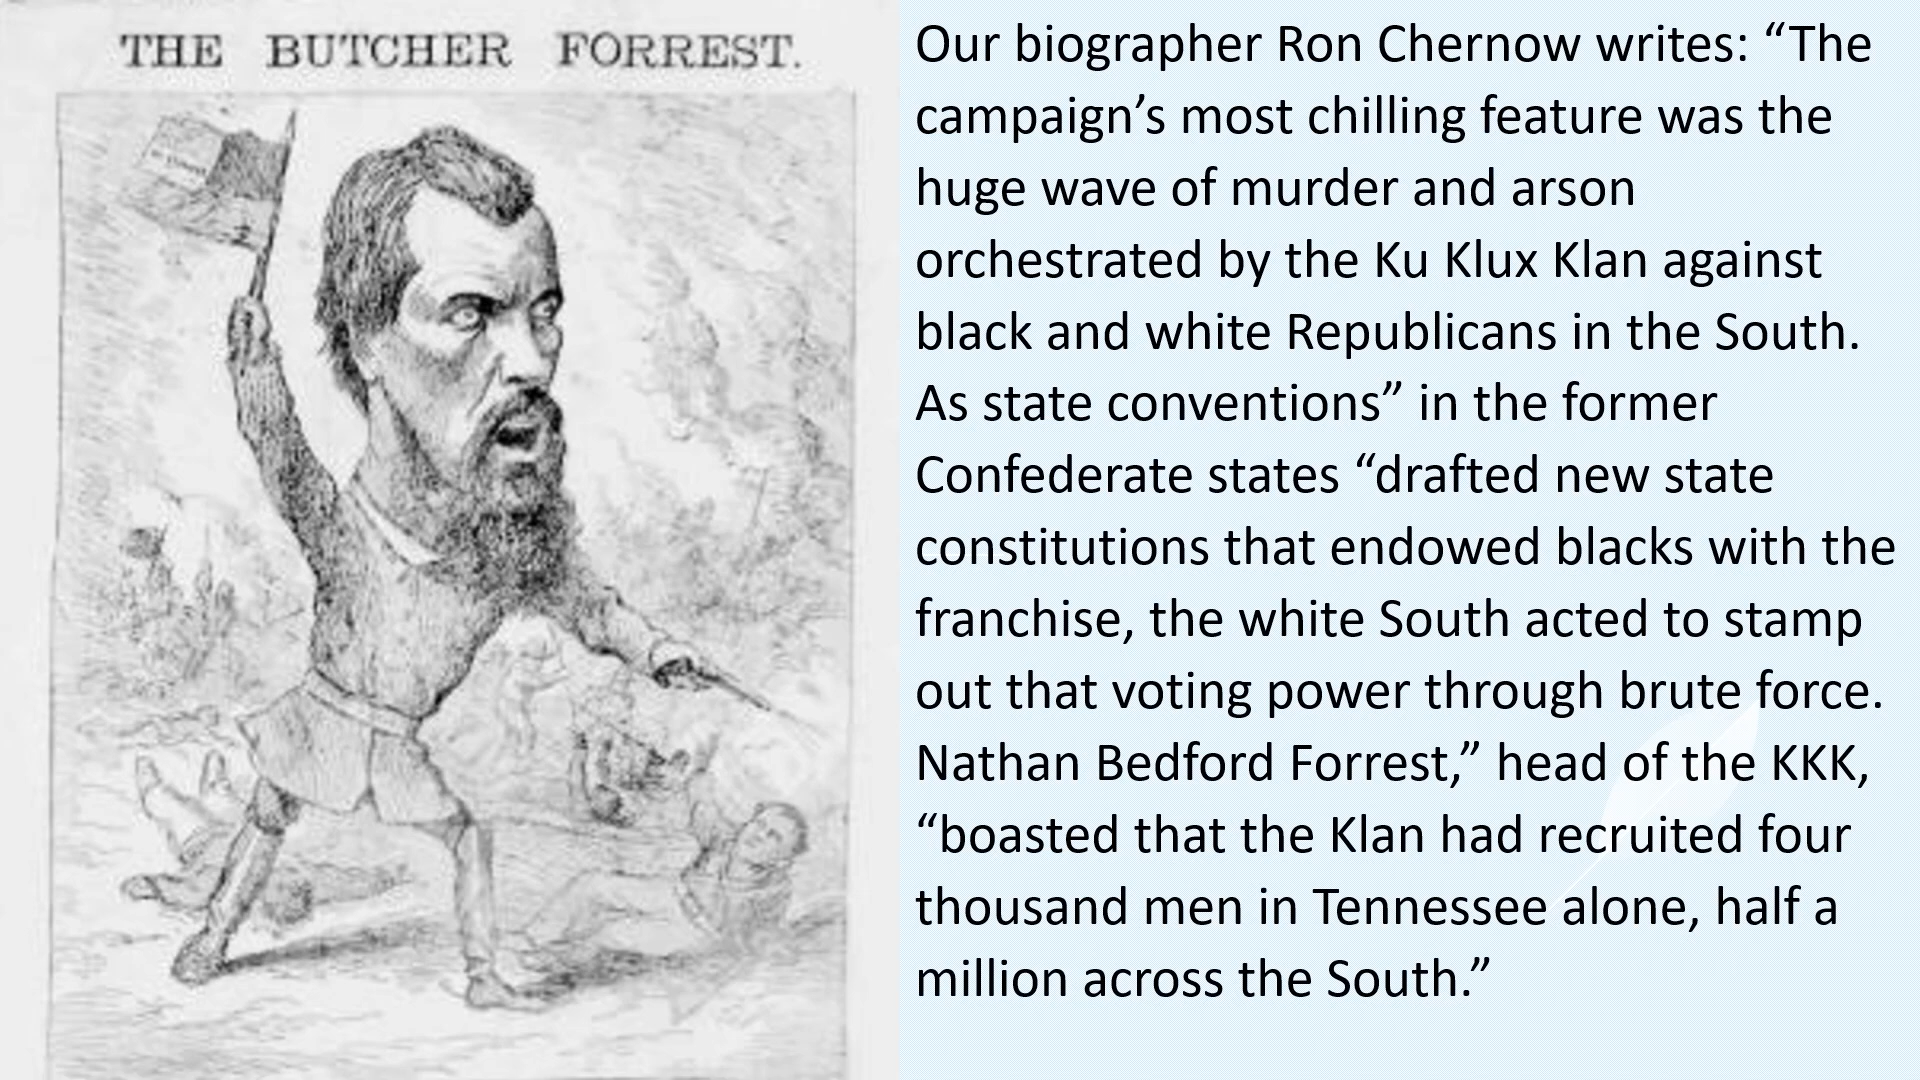 THE BUTCHER FORREST.
Our biographer Ron Chernow writes: “The
campaign’s most chilling feature was the
huge wave of murder and arson
orchestrated by the Ku Klux Klan against
black and white Republicans in the South.
As state conventions” in the former
Confederate states “drafted new state
constitutions that endowed blacks with the
franchise, the white South acted to stamp
out that voting power through brute force.
Nathan Bedford Forrest,” head of the KKK,
“boasted that the Klan had recruited four
thousand men in Tennessee alone, half a
million across the South.”